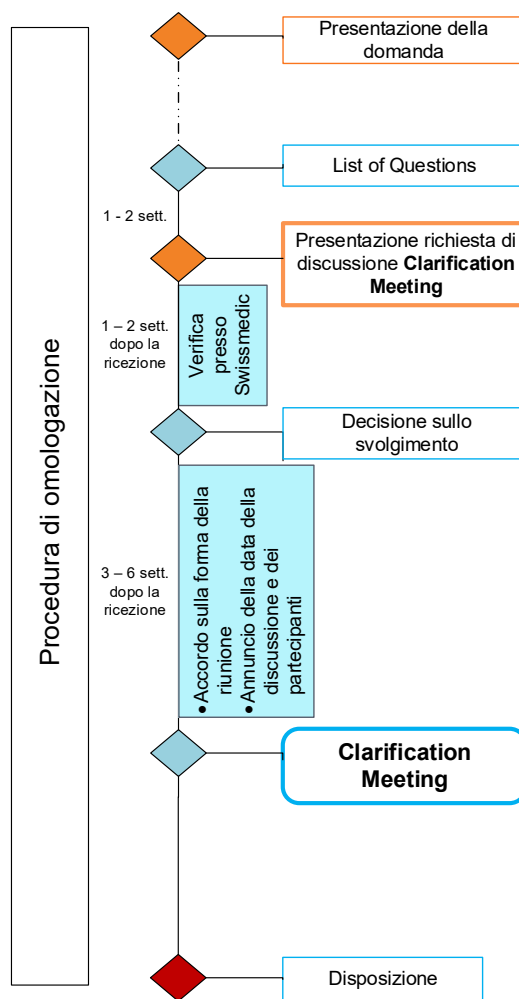 Procedura di omologazione
Presentazione della
domanda
List of Questions
1 - 2 sett.
Presentazione richiesta di
discussione Clarification
Meeting
1 – 2 sett.
dopo la
ricezione
Verifica
presso
Swissmedic
Decisione sullo
svolgimento
3 – 6 sett.
dopo la
ricezione
• Accordo sulla forma della
riunione
• Annuncio della data della
discussione e dei
partecipanti
Clarification
Meeting
Disposizione